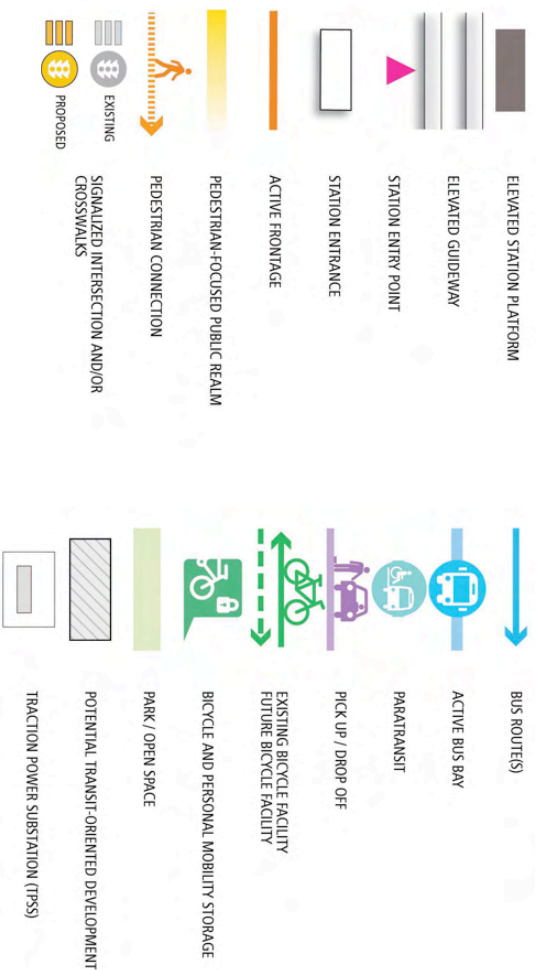 ELEVATED STATION PLATFORM
ELEVATED GUIDEWAY
STATION ENTRY POINT
STATION ENTRANCE
ACTIVE FRONTAGE
PEDESTRIAN-FOCUSED PUBLIC REALM
PEDESTRIAN CONNECTION
EXISTING
PROPOSED
SIGNALIZED INTERSECTION AND/OR
CROSSWALKS
BUS ROUTE(S)
ACTIVE BUS BAY
PARATRANSIT
PICK UP / DROP OFF
EXISTING BICYCLE FACILITY
FUTURE BICYCLE FACILITY
BICYCLE AND PERSONAL MOBILITY STORAGE
PARK / OPEN SPACE
POTENTIAL TRANSIT-ORIENTED DEVELOPMENT
TRACTION POWER SUBSTATION (TPSS)